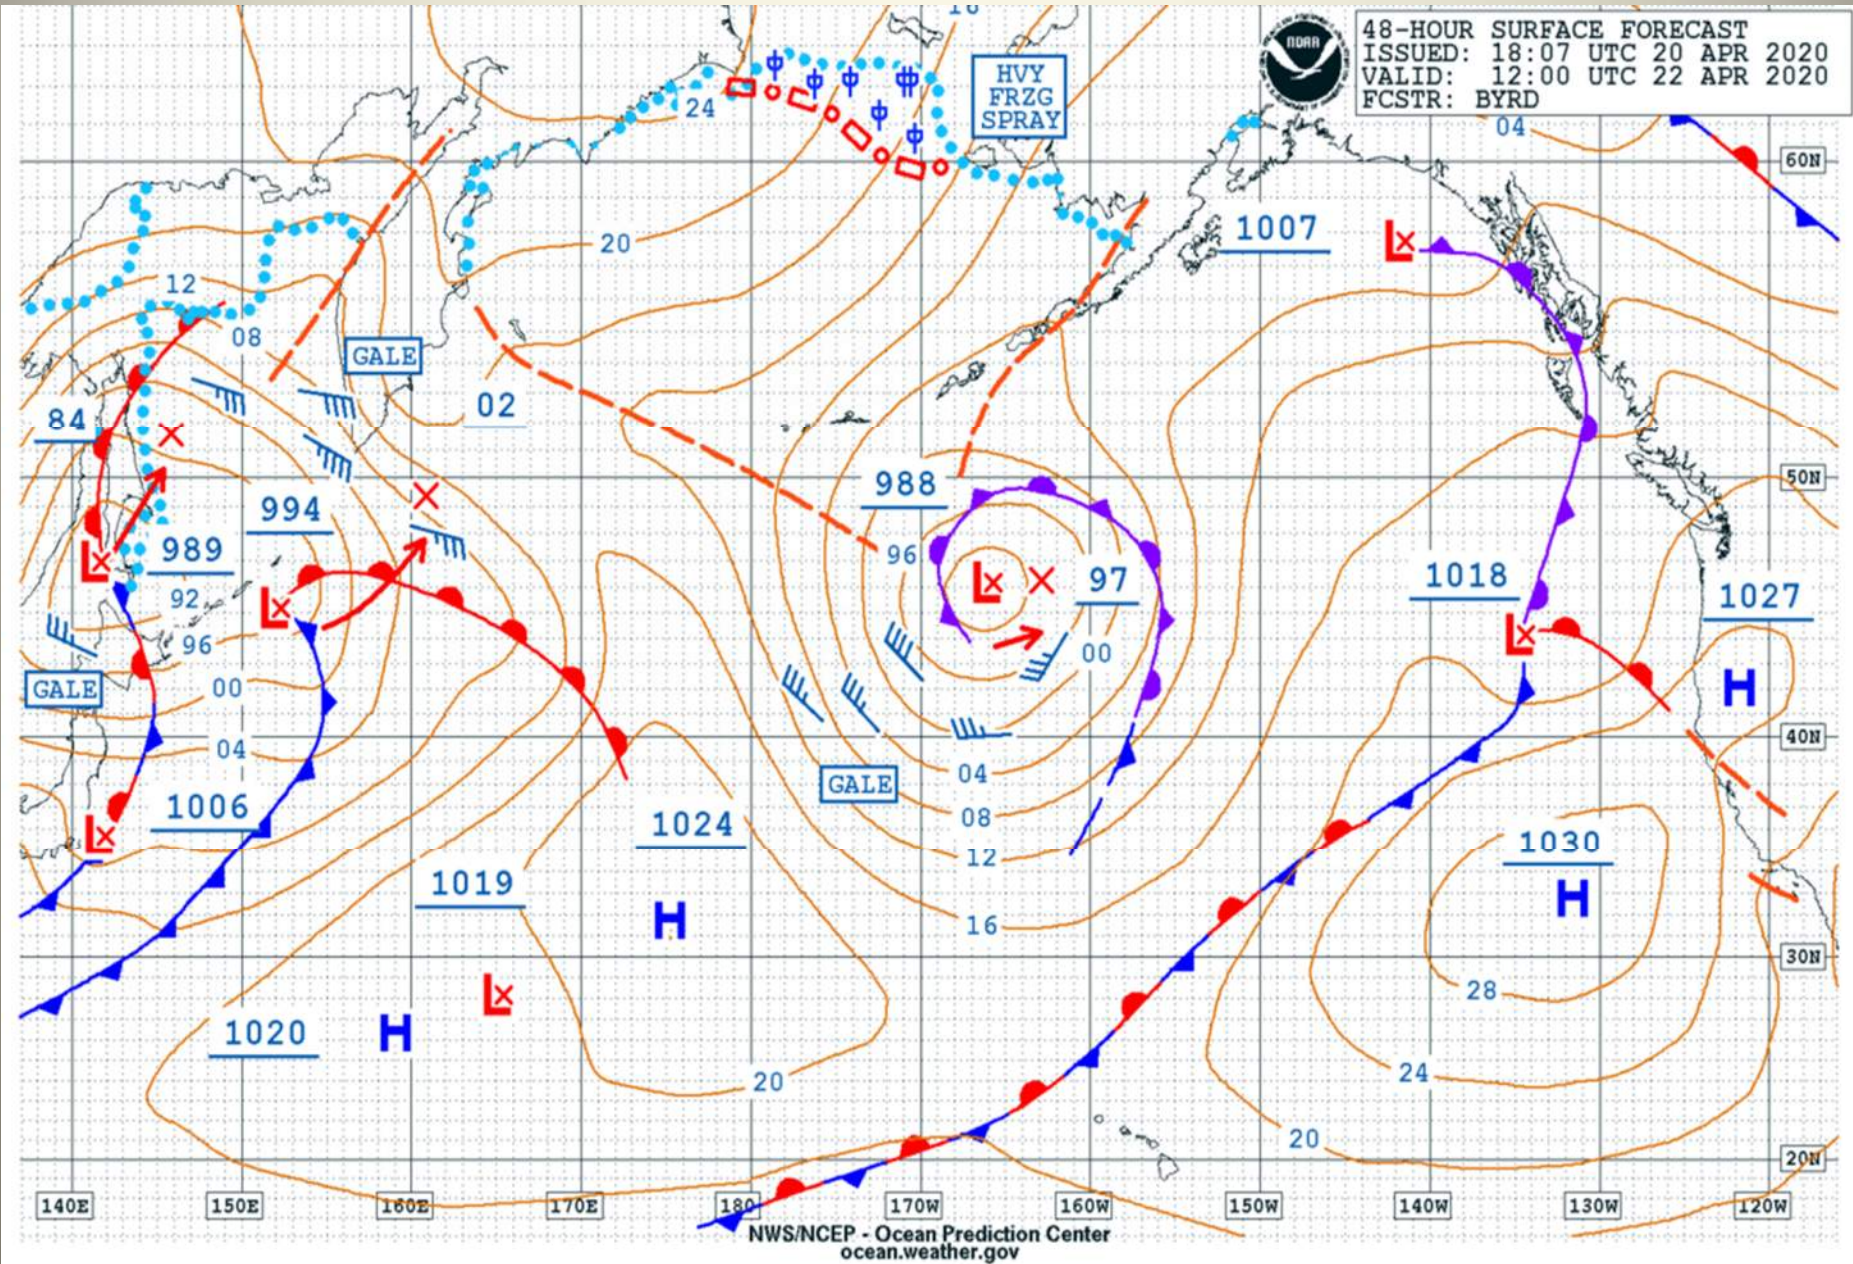 18
48-HOUR SURFACE FORECAST
ISSUED: 18:07 UTC 20 APR 2020
VALID: 12:00 UTC 22 APR 2020
FCSTR: BYRD
NOAA
HVY
FRZG
SPRAY
24
04
60N
1007
20
12
08
GALE
84
02
988
50N
994
989
96
97
1018
1027
92
96
00
GALE
00
L
L
L
L
L
H
04
40N
04
GALE
1006
08
1024
1030
L
12
1019
H
H
16
30N
28
L
1020
H
24
20
20
20N
140E
150E
160E
170E
180
170W
160W
150W
140W
130W
120W
NWS/NCEP - Ocean Prediction Center
ocean.weather.gov